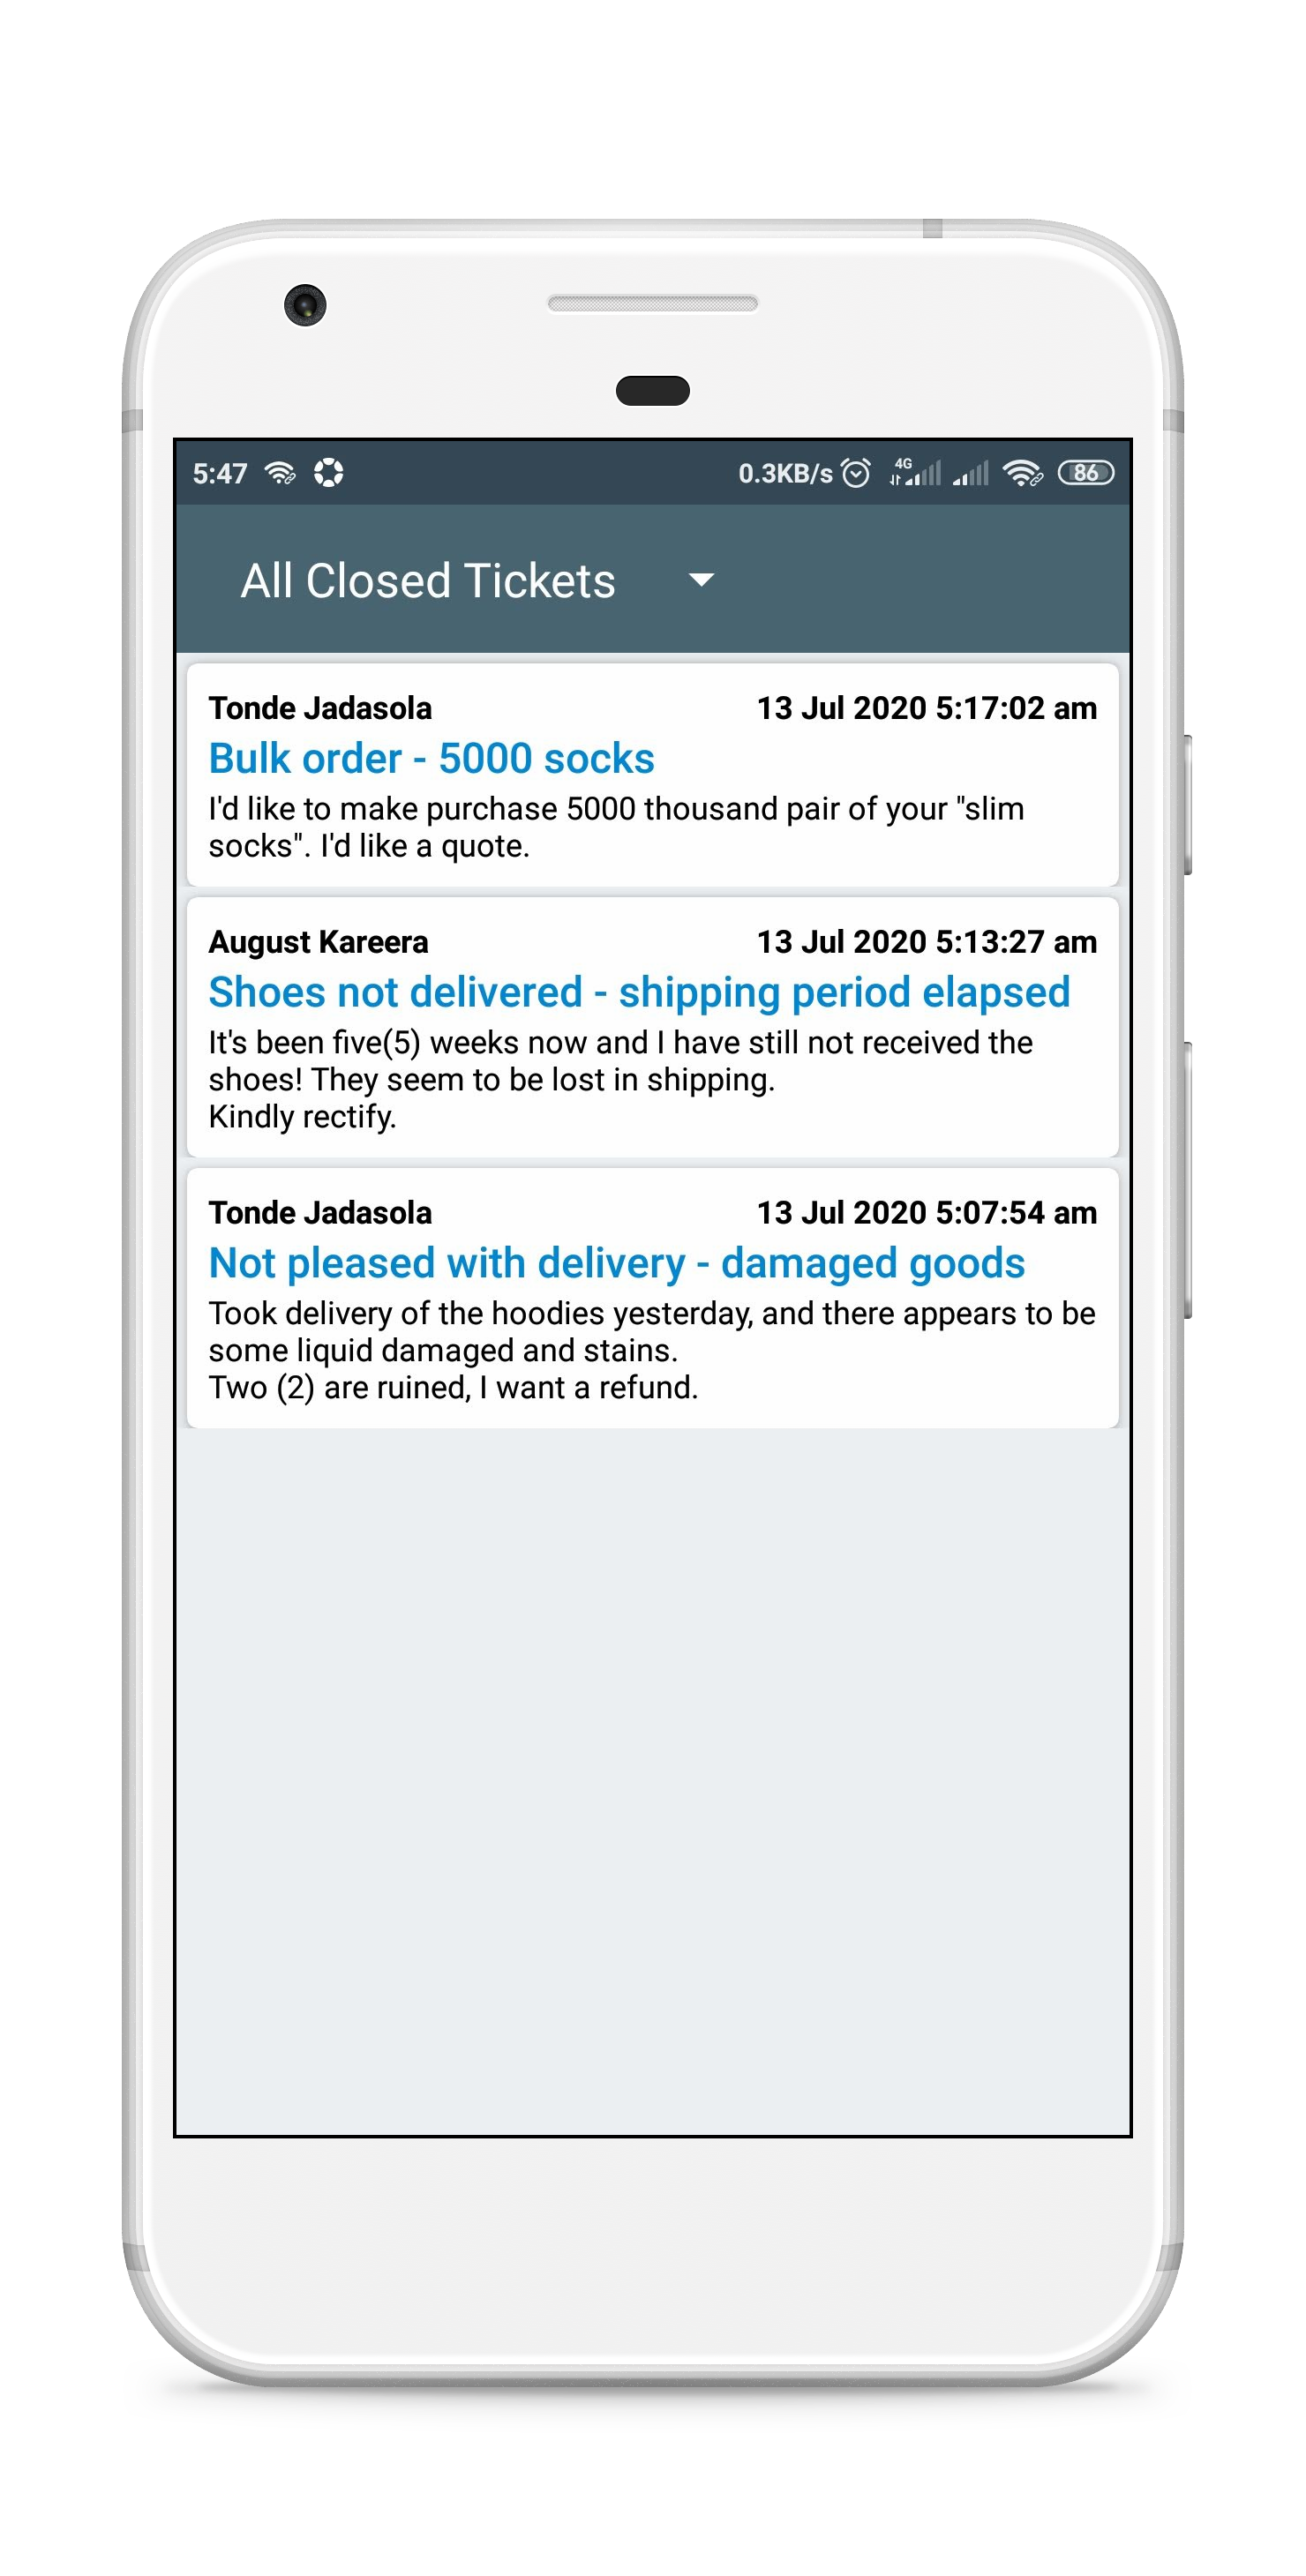 5:47 0.3KB/s 4G 86
All Closed Tickets
Tonde Jadasola 13 Jul 2020 5:17:02 am
Bulk order - 5000 socks
I'd like to make purchase 5000 thousand pair of your "slim
socks". I'd like a quote.
August Kareera 13 Jul 2020 5:13:27 am
Shoes not delivered - shipping period elapsed
It's been five(5) weeks now and I have still not received the
shoes! They seem to be lost in shipping.
Kindly rectify.
Tonde Jadasola 13 Jul 2020 5:07:54 am
Not pleased with delivery - damaged goods
Took delivery of the hoodies yesterday, and there appears to be
some liquid damaged and stains.
Two (2) are ruined, I want a refund.